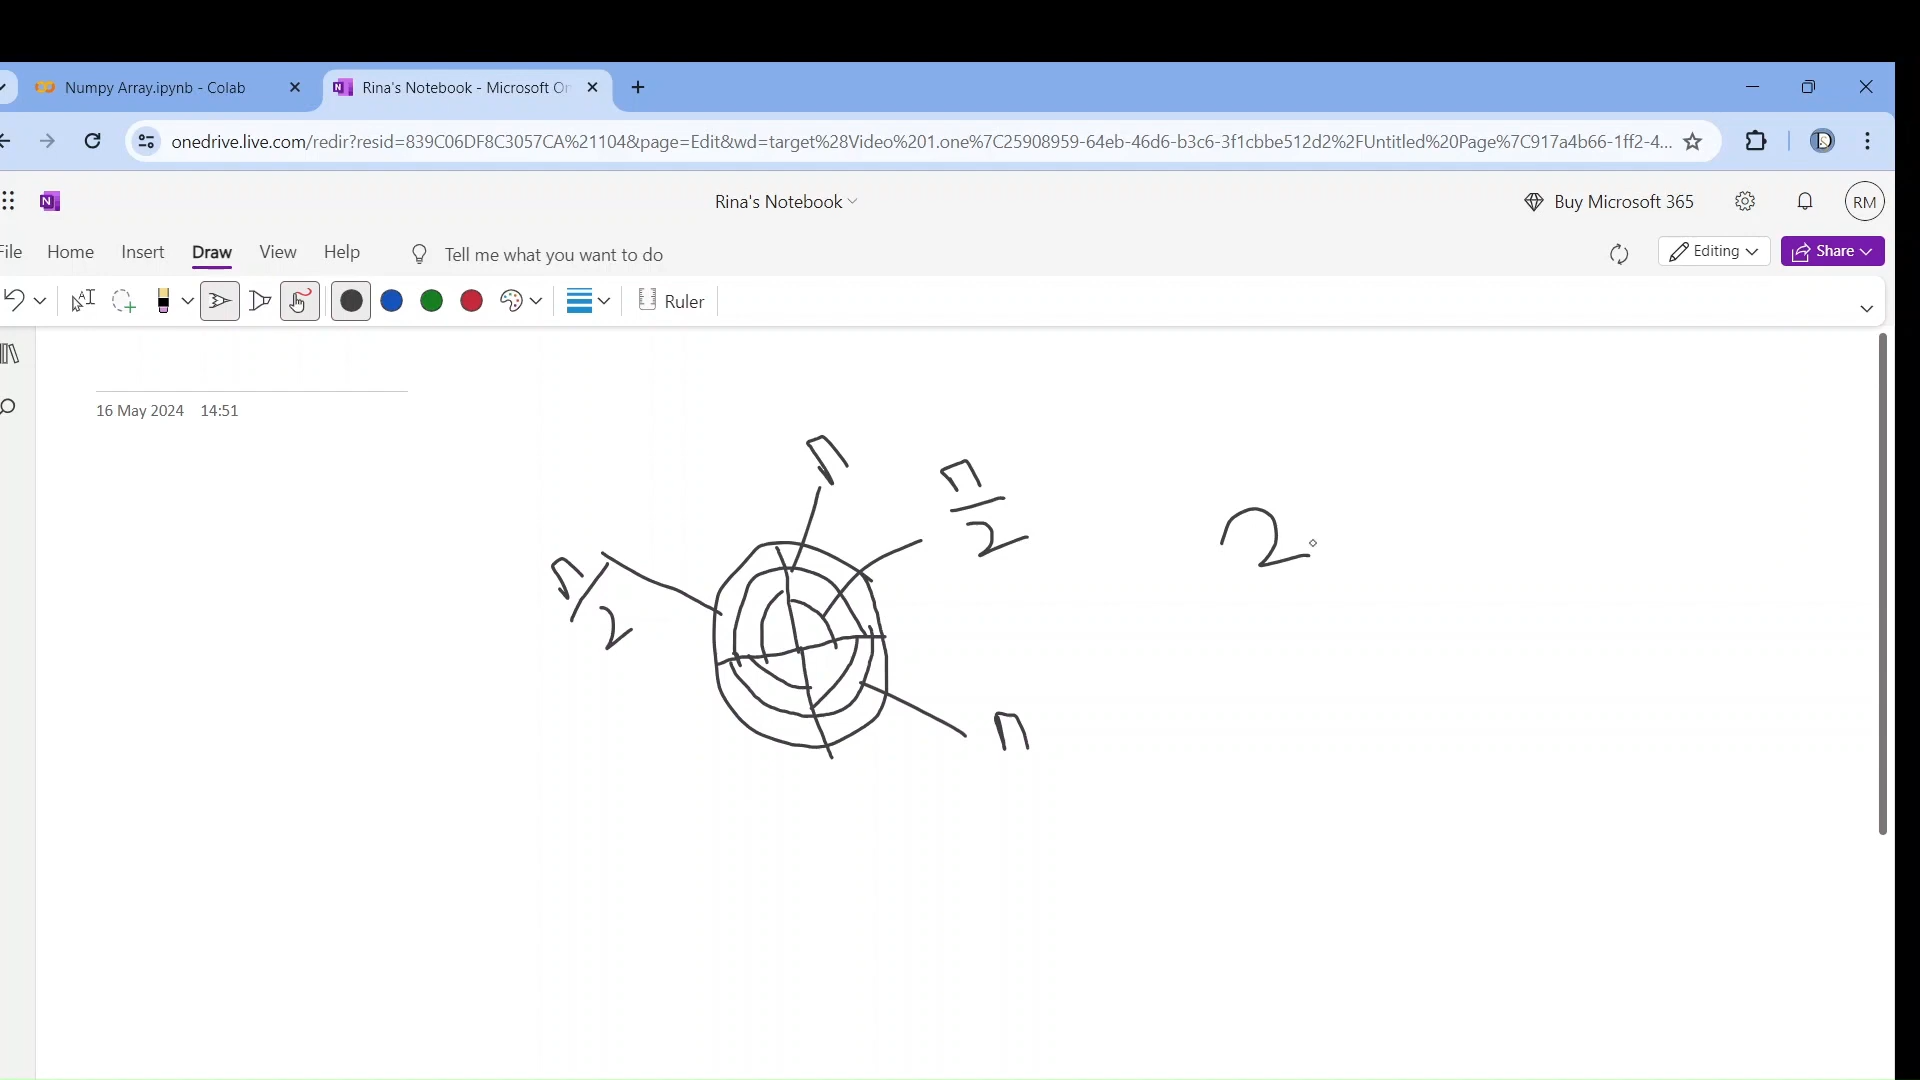 Numpy Array.ipynb - Colab
Rina's Notebook - Microsoft On
onedrive.live.com/redir?resid=839C06DF8C3057CA%21104&page=Edit&wd=target%28Video%201.one%7C25908959-64eb-46d6-b3c6-3f1cbbe512d2%2FUntitled%20Page%7C917a4b66-1ff2-4...
N
Rina's Notebook
Buy Microsoft 365
RM
File Home Insert Draw View Help Tell me what you want to do
Editing
Share
Ruler
16 May 2024 14:51
n
n
2
n/2
2
n